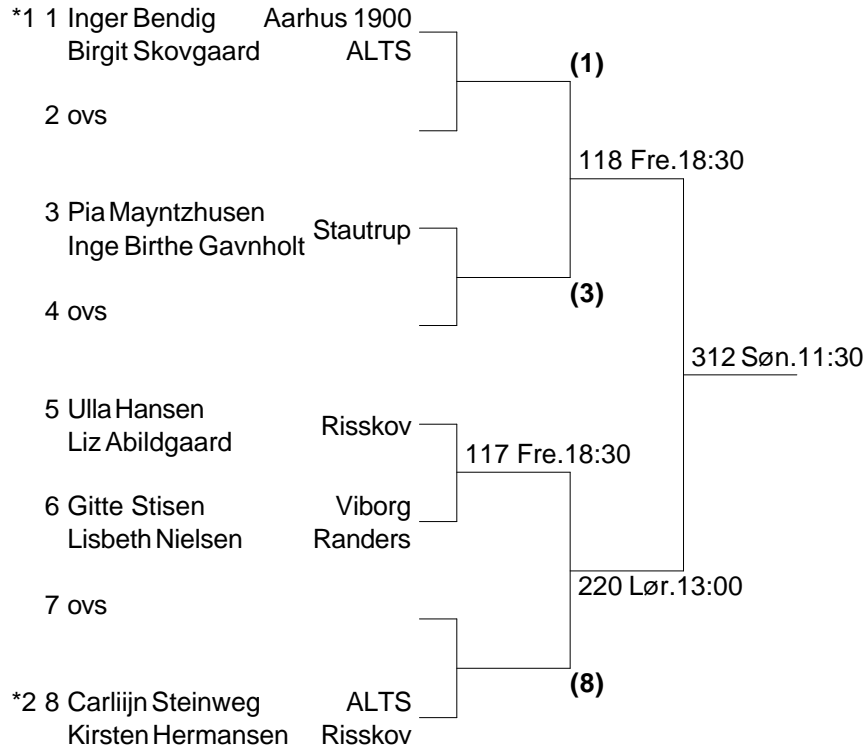 *1 1 Inger Bendig Aarhus 1900
Birgit Skovgaard ALTS
(1)
2 ovs
118 Fre.18:30
3 Pia Mayntzhusen
Inge Birthe Gavnholt Stautrup
(3)
4 ovs
312 Søn.11:30
5 Ulla Hansen
Liz Abildgaard Risskov
117 Fre.18:30
6 Gitte Stisen Viborg
Lisbeth Nielsen Randers
220 Lør.13:00
7 ovs
(8)
*2 8 Carliijn Steinweg ALTS
Kirsten Hermansen Risskov